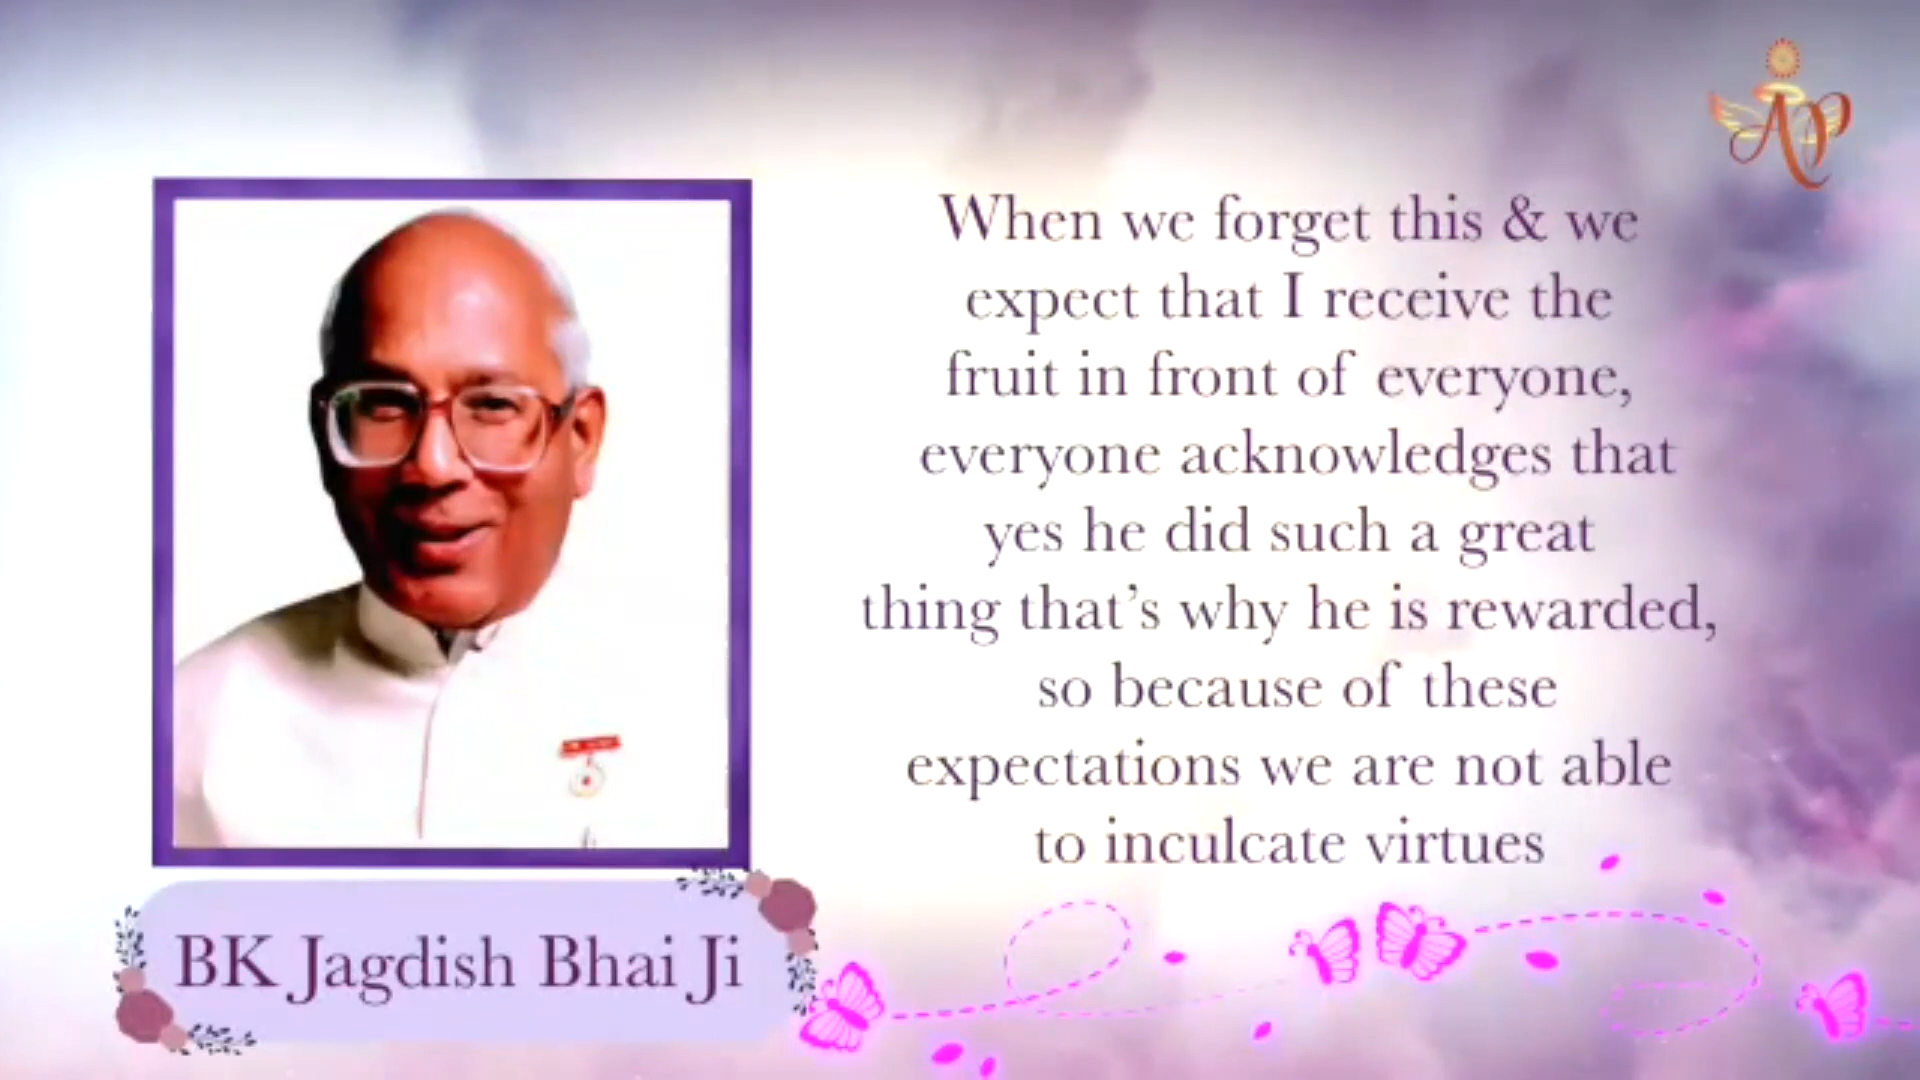 When we forget this & we
expect that I receive the
fruit in front of everyone,
everyone acknowledges that
yes he did such a great
thing that's why he is rewarded,
so because of these
expectations we are not able
to inculcate virtues
BK Jagdish Bhai Ji